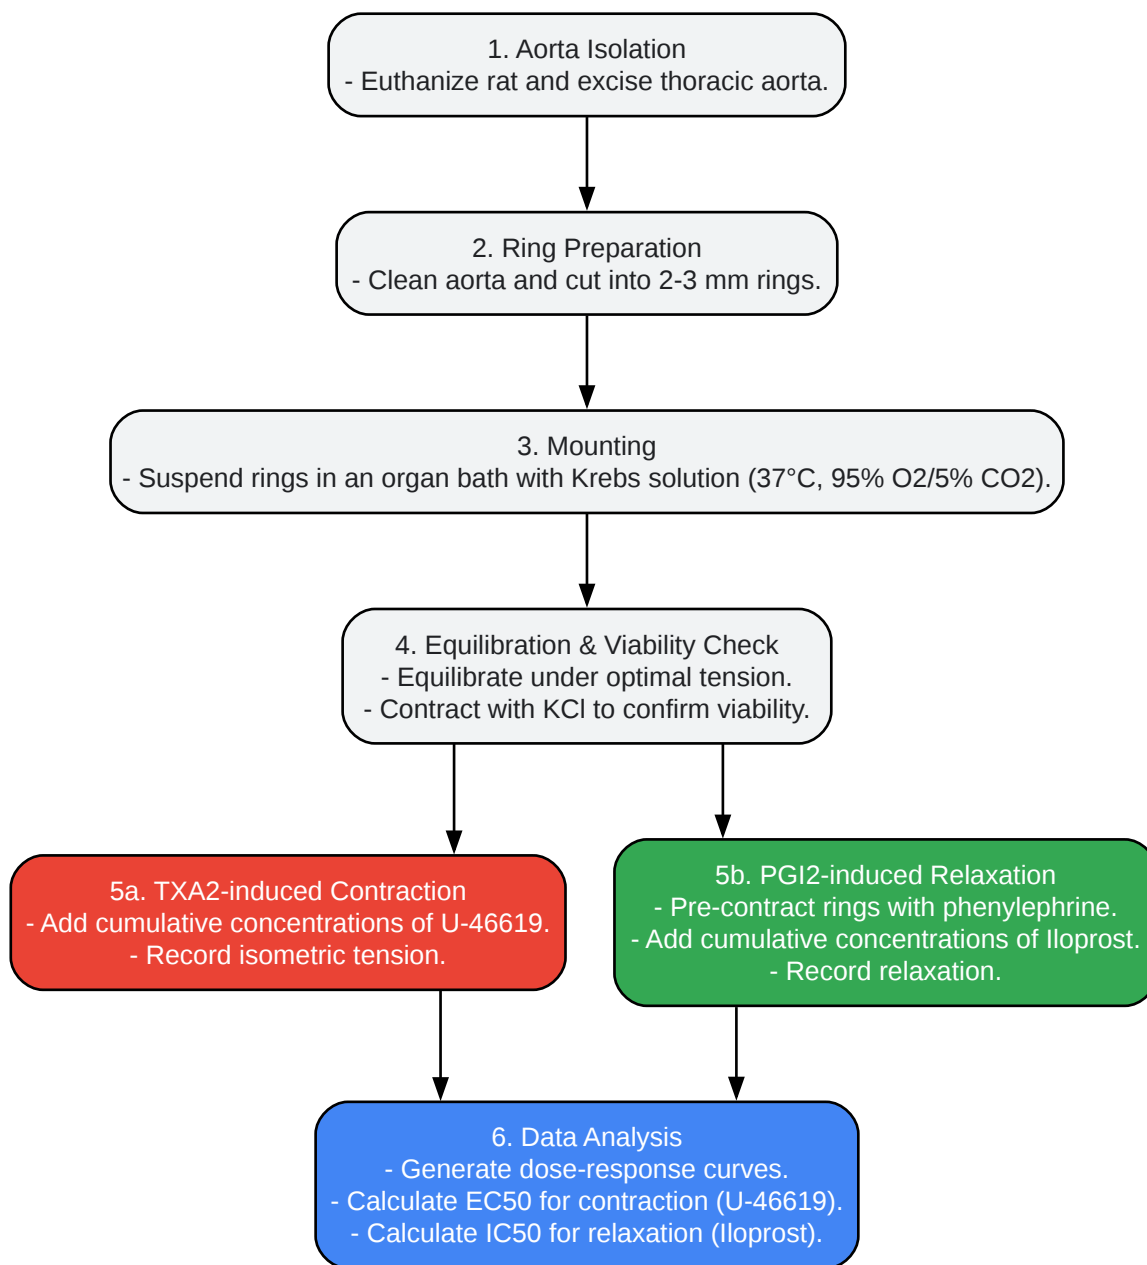 1. Aorta Isolation
- Euthanize rat and excise thoracic aorta.
2. Ring Preparation
- Clean aorta and cut into 2-3 mm rings.
3. Mounting
- Suspend rings in an organ bath with Krebs solution (37°C, 95% O2/5% CO2).
4. Equilibration & Viability Check
- Equilibrate under optimal tension.
- Contract with KCl to confirm viability.
5a. TXA2-induced Contraction
- Add cumulative concentrations of U-46619.
- Record isometric tension.
5b. PGI2-induced Relaxation
- Pre-contract rings with phenylephrine.
- Add cumulative concentrations of Iloprost.
- Record relaxation.
6. Data Analysis
- Generate dose-response curves.
- Calculate EC50 for contraction (U-46619).
- Calculate IC50 for relaxation (Iloprost).